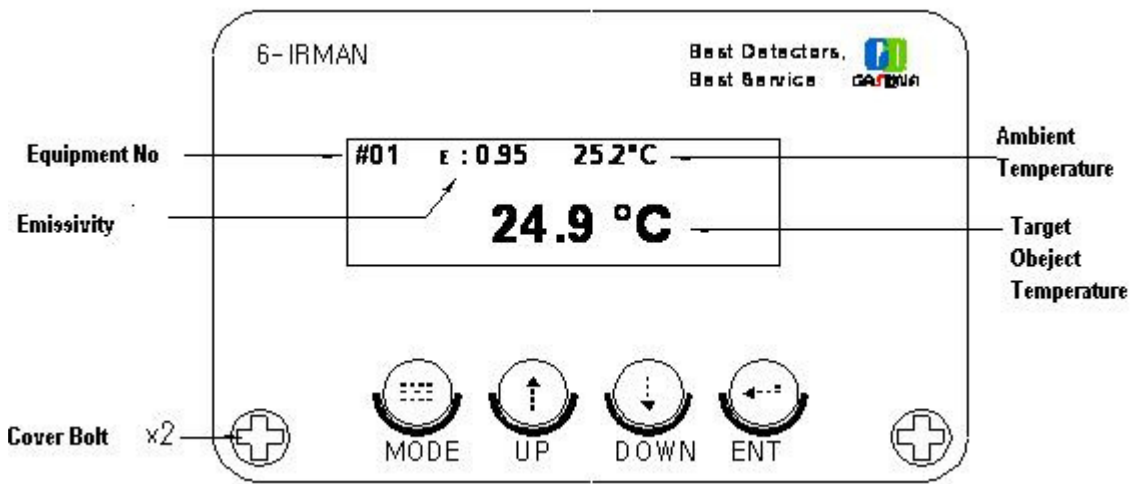 6-IRMAN
Best Detectors,
Best Service
Equipment No
#01 E : 0.95 25.2°C
Ambient
Temperature
Emissivity
24.9 °C
Target
Obeject
Temperature
Cover Bolt x2
MODE UP DOWN ENT